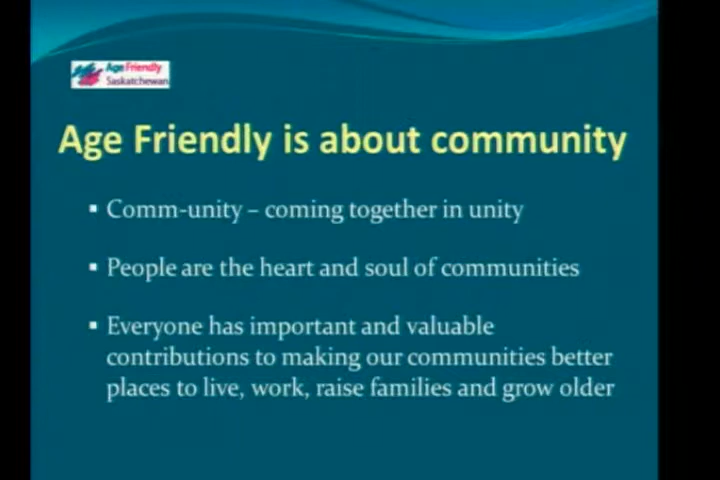 Age Friendly
Saskatchewan
Age Friendly is about community
▪ Comm-unity – coming together in unity
▪ People are the heart and soul of communities
▪ Everyone has important and valuable
contributions to making our communities better
places to live, work, raise families and grow older